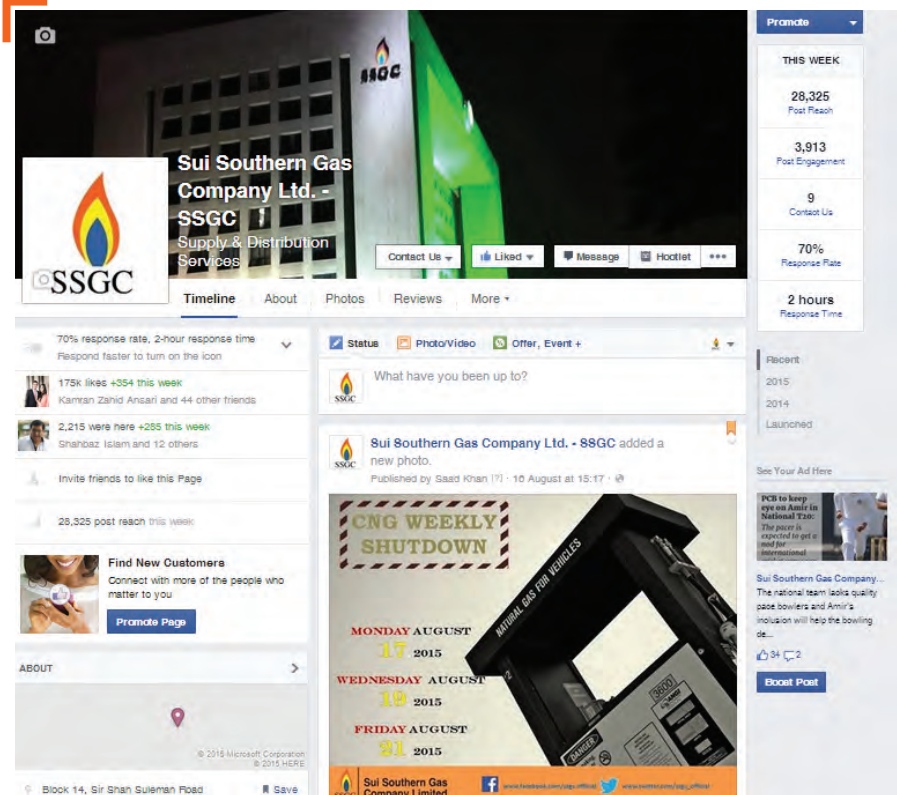 SSGC
Sui Southern Gas
Company Ltd. -
SSGC
Supply & Distribution
Services
SSGC
Contact Us
Liked
Message
Hootlet
Timeline
About
Photos
Reviews
More
Promote
THIS WEEK
28,325
Post Reach
3,913
Post Engagement
9
Contact Us
70%
Response Rate
2 hours
Response Time
Recent
2015
2014
Launched
70% response rate, 2-hour response time
Respond faster to turn on the icon
175k likes +354 this week
Kamran Zahid Ansari and 44 other friends
2,215 were here +285 this week
Shahbaz Islam and 12 others
Invite friends to like this Page
28,325 post reach this week
Find New Customers
Connect with more of the people who
matter to you
Promote Page
ABOUT
© 2015 Microsoft Corporation
© 2015 HERE
Block 14, Sir Shah Suleman Road
Save
Status
Photo/Video
Offer, Event +
SSGC
What have you been up to?
SSGC
Sui Southern Gas Company Ltd. - SSGC added a
new photo.
Published by Saad Khan [?] · 16 August at 15:17 ·
CNG WEEKLY
SHUTDOWN
NATURAL GAS FOR VEHICLES
MONDAY AUGUST
17 2015
WEDNESDAY AUGUST
19 2015
FRIDAY AUGUST
21 2015
3600
DANGER
Sui Southern Gas
Company Limited
SSGC
See Your Ad Here
PCB to keep
eye on Amir in
National T20:
The pacer is
expected to get a
nod for
international
Sui Southern Gas Company...
The national team lacks quality
pace bowlers and Amir's
inclusion will help the bowling
de...
34 2
Boost Post